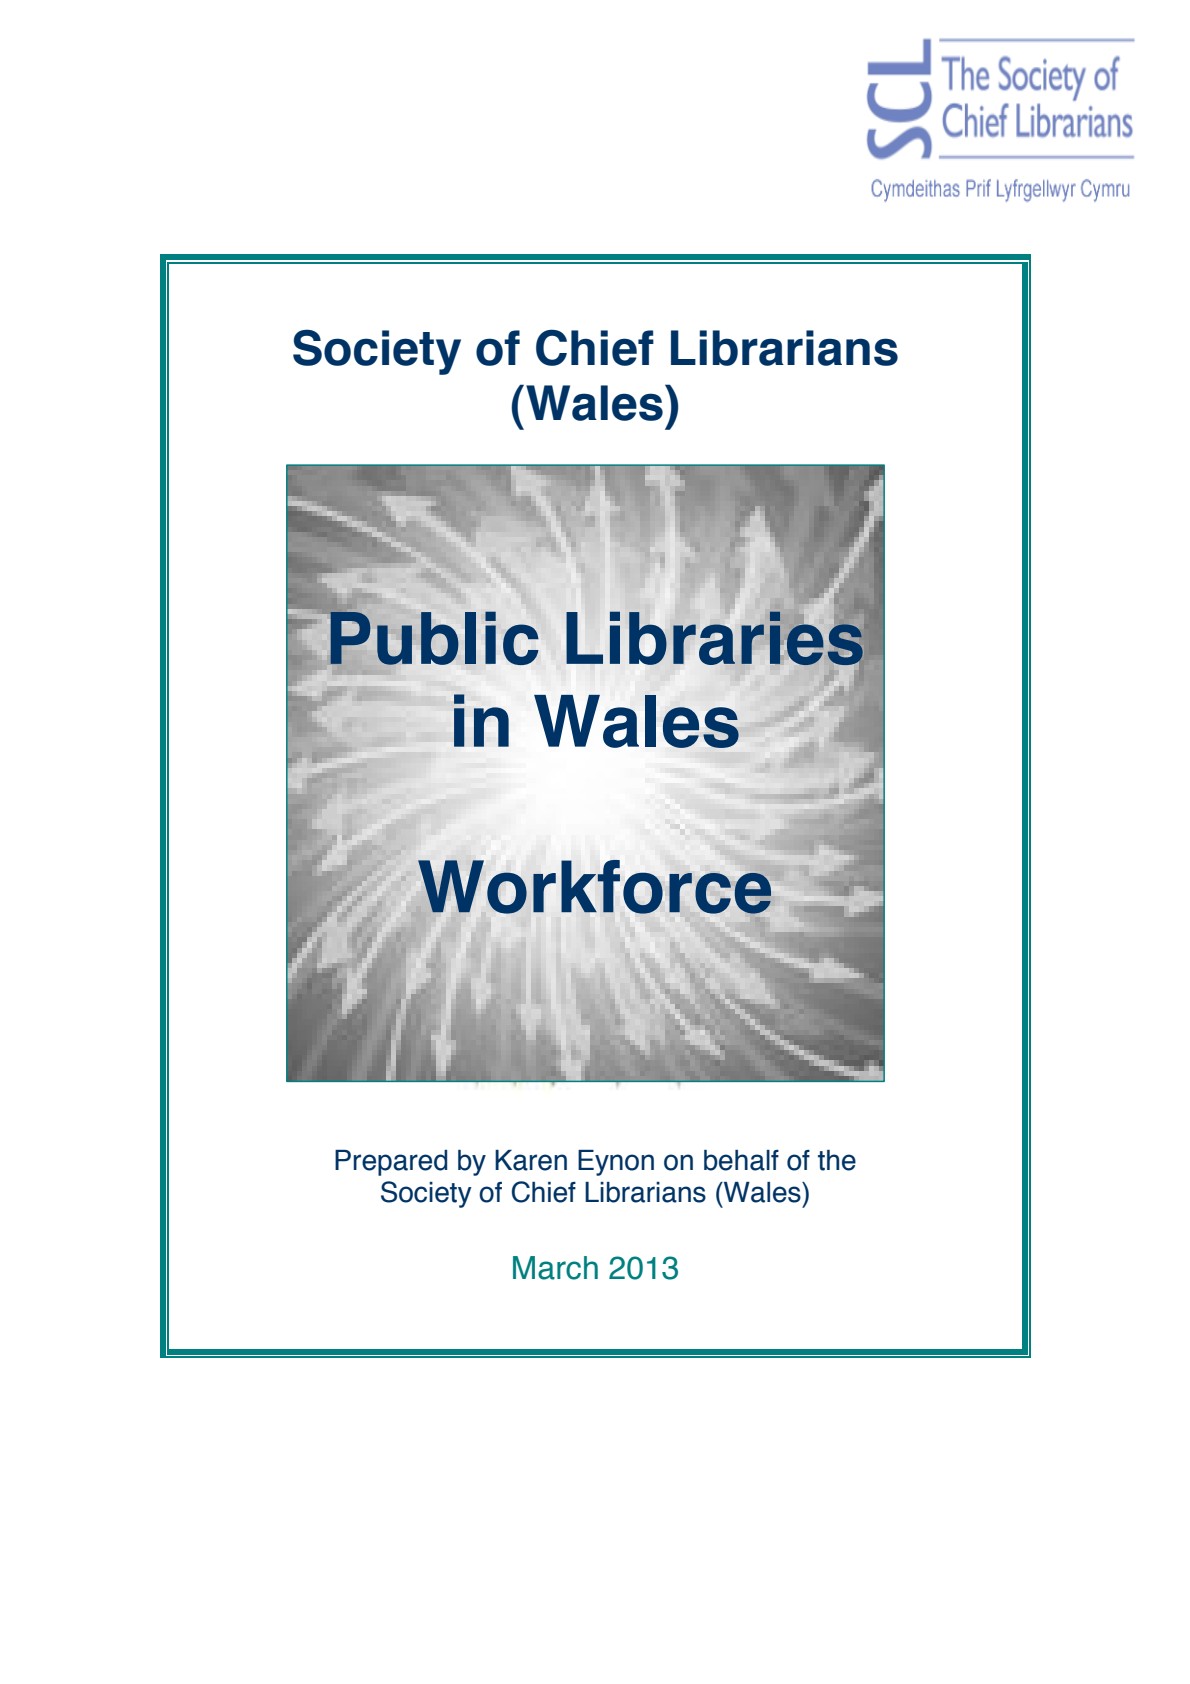 SCL
The Society of
Chief Librarians
Cymdeithas Prif Lyfrgellwyr Cymru
Society of Chief Librarians
(Wales)
Public Libraries
in Wales
Workforce
Prepared by Karen Eynon on behalf of the
Society of Chief Librarians (Wales)
March 2013